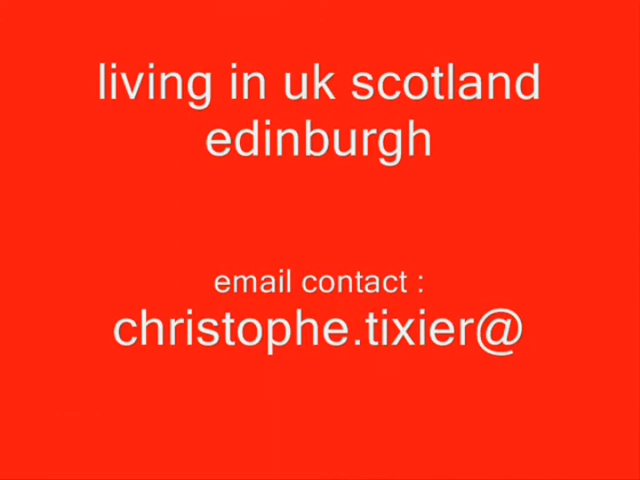 living in uk scotland
edinburgh
email contact :
christophe.tixier@